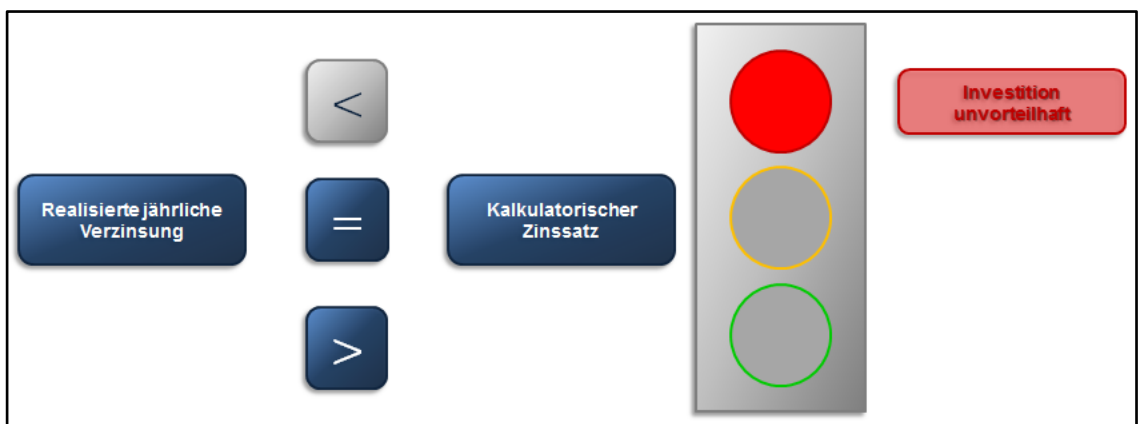 <
Investition
unvorteilhaft
Realisierte jährliche
Verzinsung
=
Kalkulatorischer
Zinssatz
>